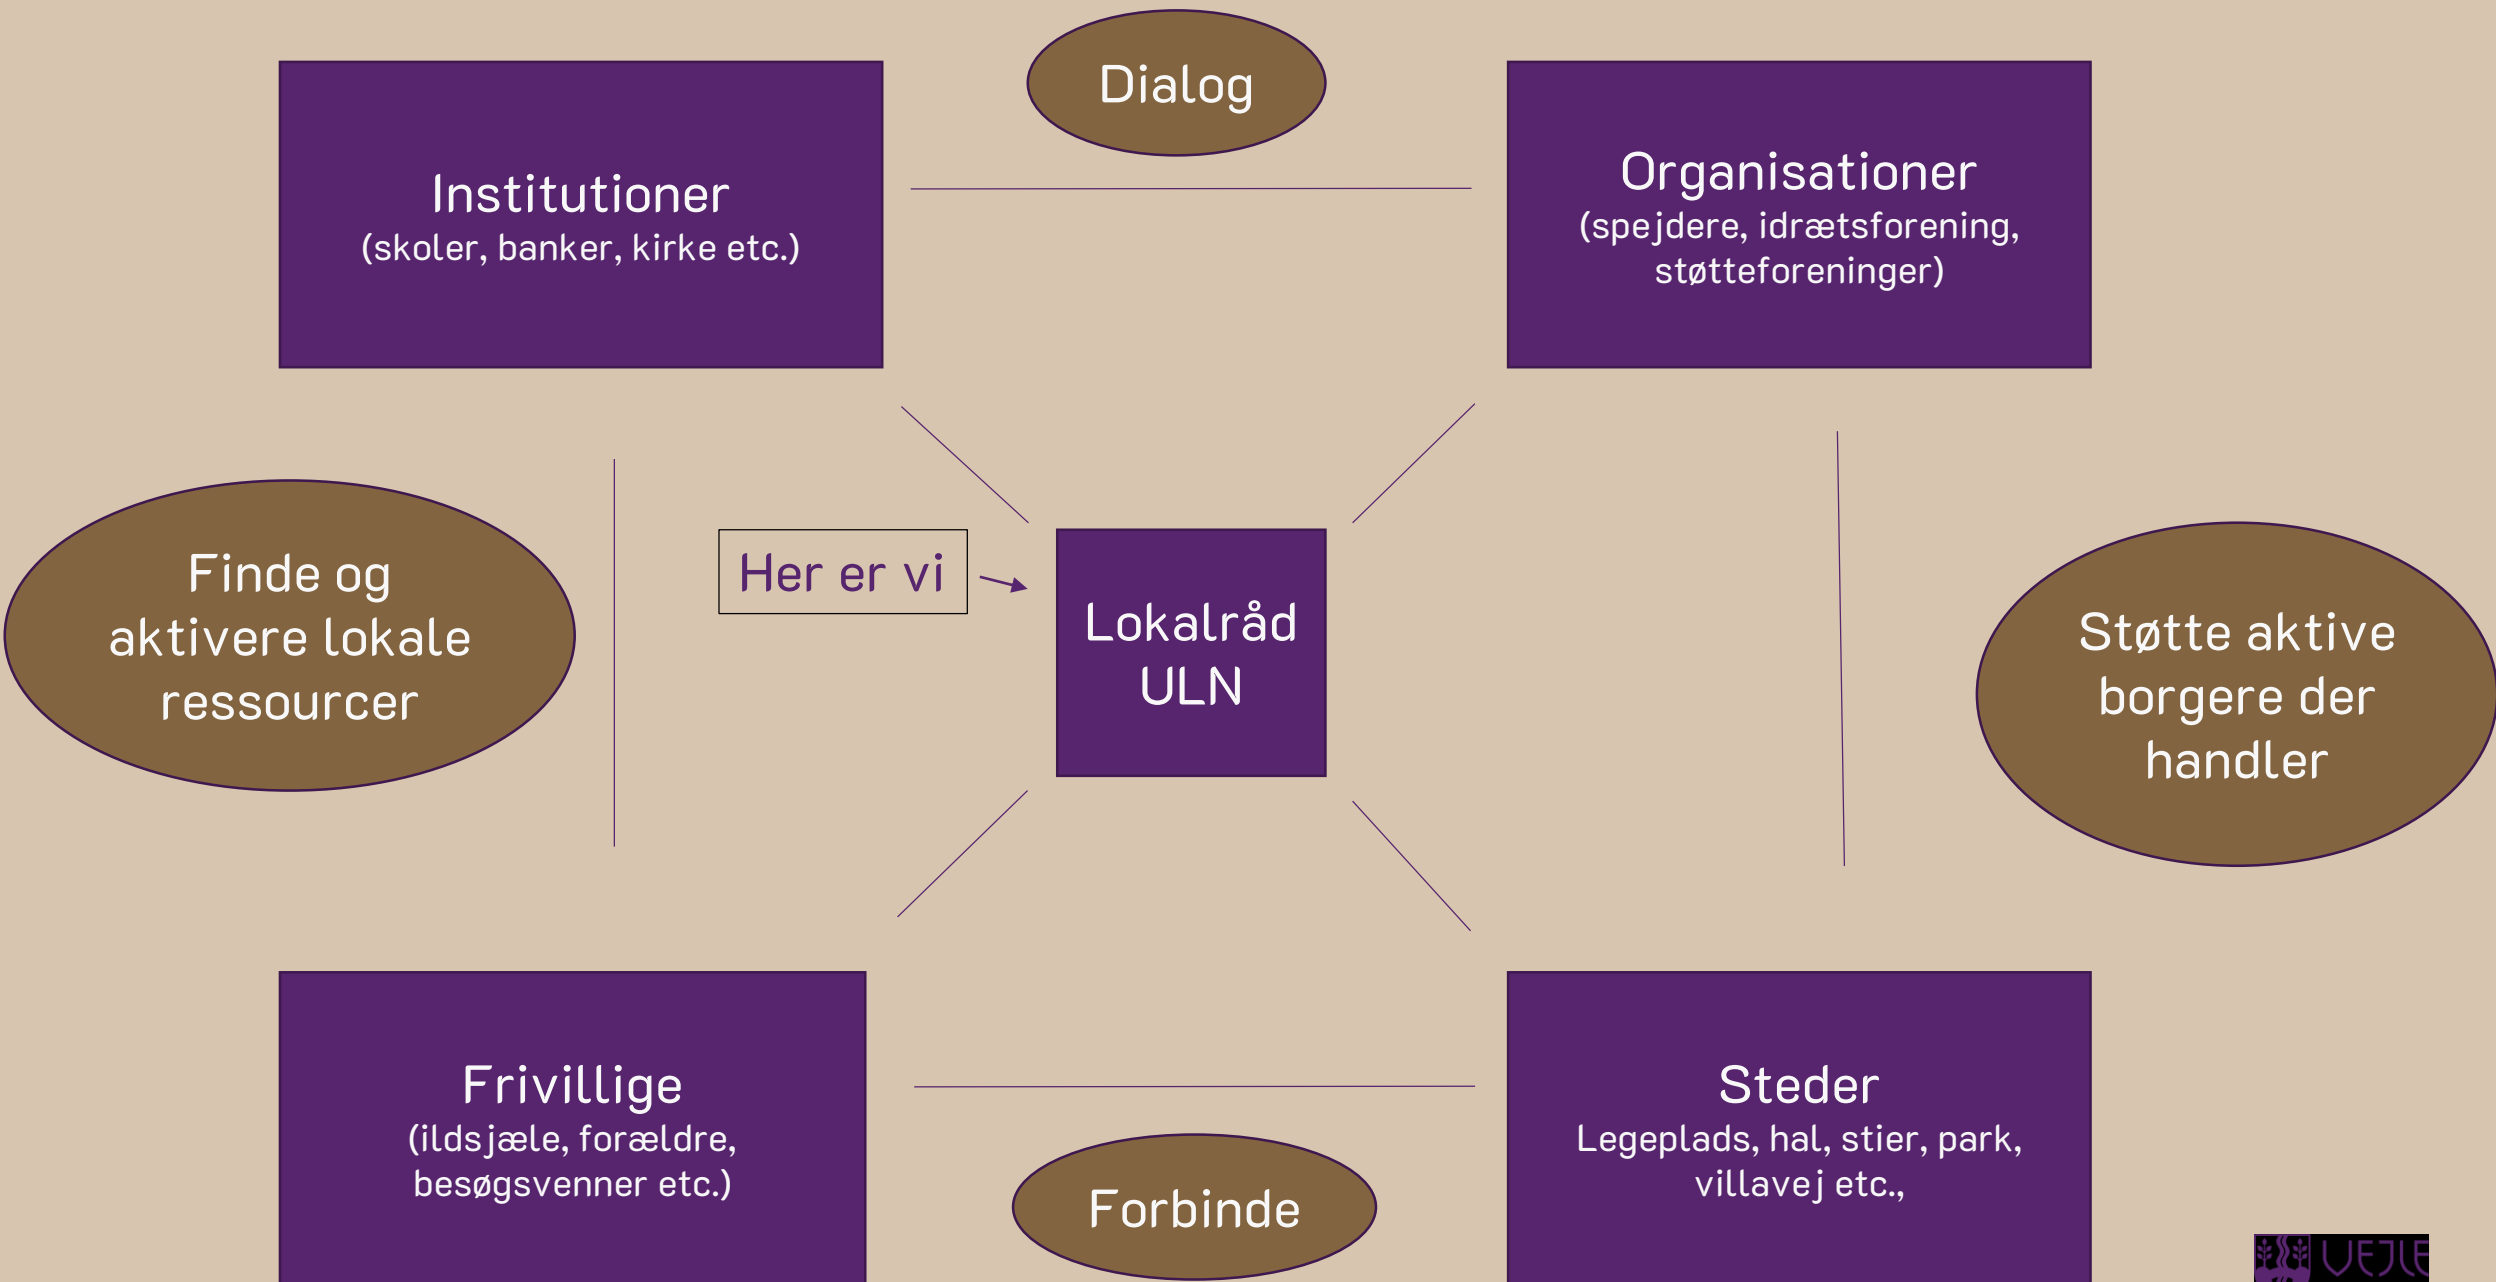 Dialog
Institutioner
(skoler, banker, kirke etc.)
Organisationer
(spejdere, idrætsforening,
støtteforeninger)
Finde og
aktivere lokale
ressourcer
Her er vi
Lokalråd
ULN
Støtte aktive
borgere der
handler
Frivillige
(ildsjæle, forældre,
besøgsvenner etc.)
Forbinde
Steder
Legeplads, hal, stier, park,
villavej etc.,
VEJLE